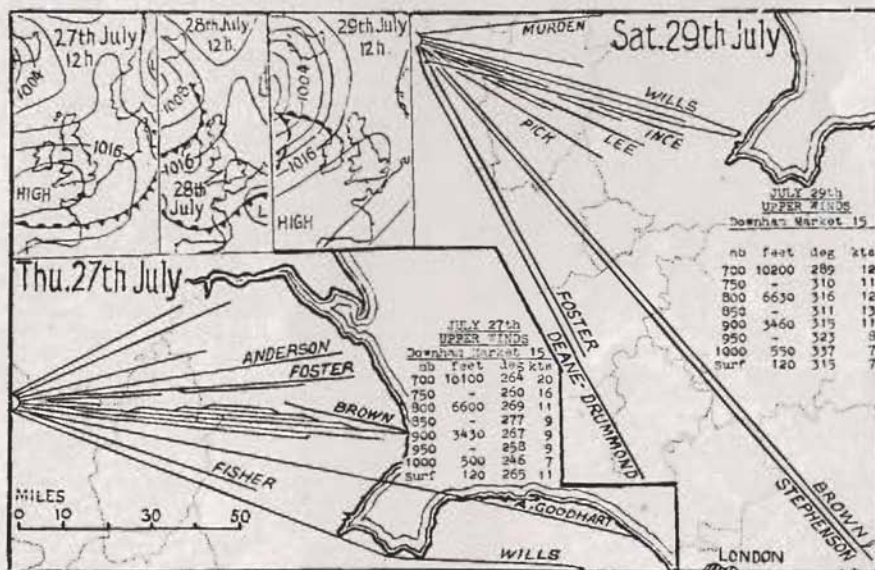 27th July
12h.
1004
1016
HIGH
28th July
12h.
1008
1016
28th
July
L
29th July
12h.
1004
1016
HIGH
Sat. 29th July
MURDEN
WILLS
INCE
LEE
PICK
FOSTER
DEANE-DRUMMOND
BROWN
STEPHENSON
LONDON
JULY 29th
UPPER WINDS
Downham Market 15
mb feet deg kts
700 10200 289 12
750 - 310 11
800 6630 316 12
850 - 311 13
900 3460 315 11
950 - 323 8
1000 550 337 7
surf 120 315 7
Thu. 27th July
ANDERSON
FOSTER
BROWN
FISHER
A. GOODHART
WILLS
JULY 27th
UPPER WINDS
Downham Market 15
mb feet deg kts
700 10100 264 20
750 - 260 16
800 6600 269 11
850 - 277 9
900 3430 267 9
950 - 258 9
1000 500 246 7
surf 120 265 11
MILES
0 10 30 50